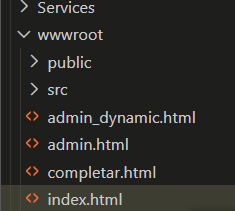 Services
wwwroot
public
src
admin_dynamic.html
admin.html
completar.html
index.html